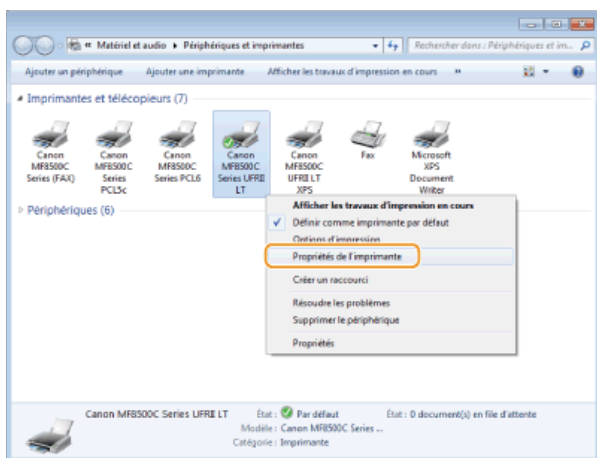 « Matériel et audio ▸ Périphériques et imprimantes
Rechercher dans : Périphériques et im...
Ajouter un périphérique Ajouter une imprimante Afficher les travaux d'impression en cours »
Imprimantes et télécopieurs (7)
Canon MF8500C Series (FAX)
Canon MF8500C Series PCL5c
Canon MF8500C Series PCL6
Canon MF8500C Series UFRII LT
Canon MF8500C UFRII LT XPS
Fax
Microsoft XPS Document Writer
Périphériques (6)
Afficher les travaux d'impression en cours
Définir comme imprimante par défaut
Options d'impression
Propriétés de l'imprimante
Créer un raccourci
Résoudre les problèmes
Supprimer le périphérique
Propriétés
Canon MF8500C Series UFRII LT État : Par défaut État : 0 document(s) en file d'attente
Modèle : Canon MF8500C Series ...
Catégorie : Imprimante